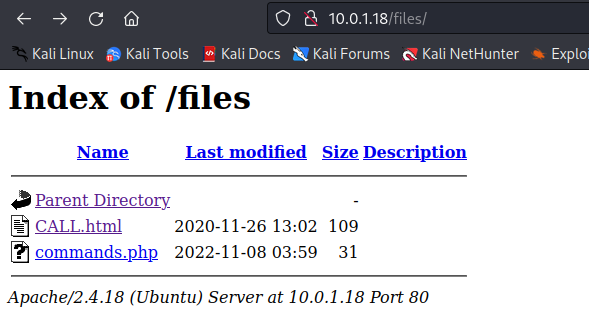 10.0.1.18/files/
Kali Linux Kali Tools Kali Docs Kali Forums Kali NetHunter Exploi
Index of /files
Name Last modified Size Description
Parent Directory -
CALL.html 2020-11-26 13:02 109
commands.php 2022-11-08 03:59 31
Apache/2.4.18 (Ubuntu) Server at 10.0.1.18 Port 80